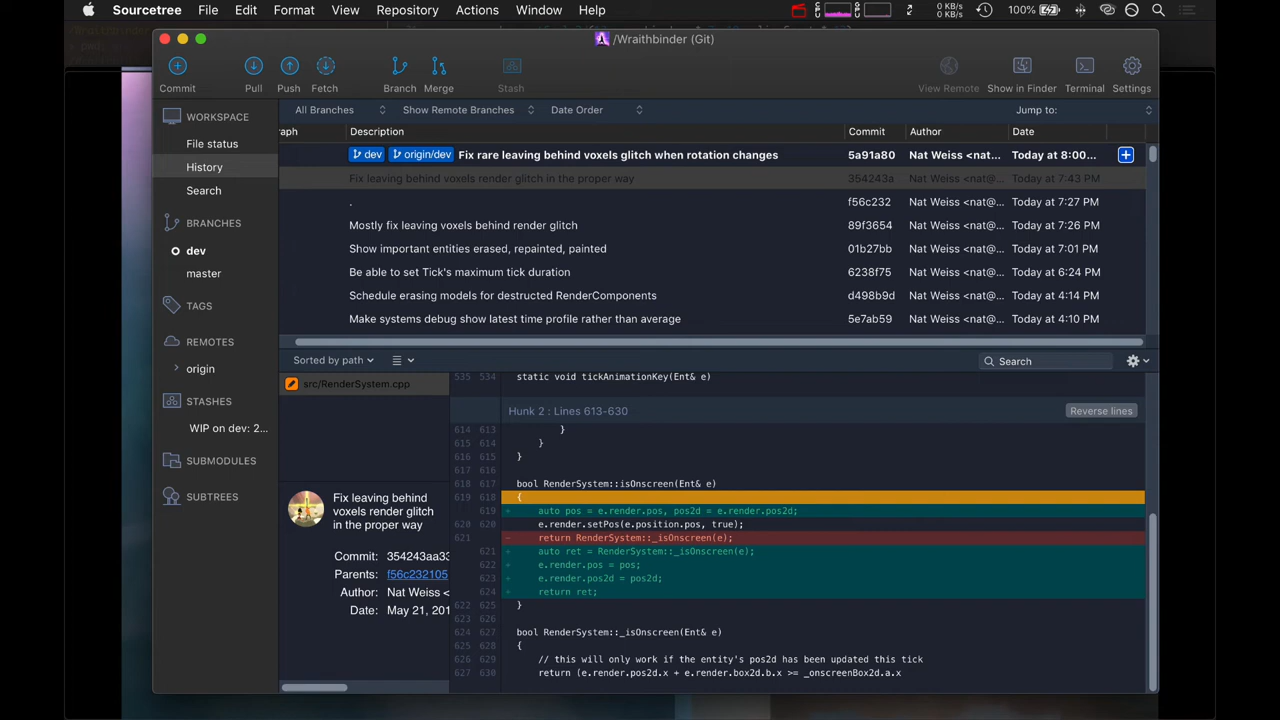 Sourcetree File Edit Format View Repository Actions Window Help 0 KB/s 0 KB/s 100%
/Wraithbinder (Git)
Commit Pull Push Fetch Branch Merge Stash View Remote Show in Finder Terminal Settings
WORKSPACE
File status
History
Search
BRANCHES
dev
master
TAGS
REMOTES
origin
STASHES
WIP on dev: 2...
SUBMODULES
SUBTREES
All Branches Show Remote Branches Date Order Jump to:
aph Description Commit Author Date
dev origin/dev Fix rare leaving behind voxels glitch when rotation changes 5a91a80 Nat Weiss <nat... Today at 8:00...
Fix leaving behind voxels render glitch in the proper way 354243a Nat Weiss <nat@... Today at 7:43 PM
. f56c232 Nat Weiss <nat@... Today at 7:27 PM
Mostly fix leaving voxels behind render glitch 89f3654 Nat Weiss <nat@... Today at 7:26 PM
Show important entities erased, repainted, painted 01b27bb Nat Weiss <nat@... Today at 7:01 PM
Be able to set Tick's maximum tick duration 6238f75 Nat Weiss <nat@... Today at 6:24 PM
Schedule erasing models for destructed RenderComponents d498b9d Nat Weiss <nat@... Today at 4:14 PM
Make systems debug show latest time profile rather than average 5e7ab59 Nat Weiss <nat@... Today at 4:10 PM
Sorted by path Search
src/RenderSystem.cpp
Fix leaving behind
voxels render glitch
in the proper way
Commit: 354243aa33
Parents: f56c232105
Author: Nat Weiss <
Date: May 21, 201
535 534 static void tickAnimationKey(Ent& e)
Hunk 2 : Lines 613-630 Reverse lines
614 613 }
615 614 }
616 615 }
617 616
618 617 bool RenderSystem::isOnscreen(Ent& e)
619 618 {
619 + auto pos = e.render.pos, pos2d = e.render.pos2d;
620 620 e.render.setPos(e.position.pos, true);
621 - return RenderSystem::_isOnscreen(e);
621 + auto ret = RenderSystem::_isOnscreen(e);
622 + e.render.pos = pos;
623 + e.render.pos2d = pos2d;
624 + return ret;
622 625 }
623 626
624 627 bool RenderSystem::_isOnscreen(Ent& e)
625 628 {
626 629 // this will only work if the entity's pos2d has been updated this tick
627 630 return (e.render.pos2d.x + e.render.box2d.b.x >= _onscreenBox2d.a.x